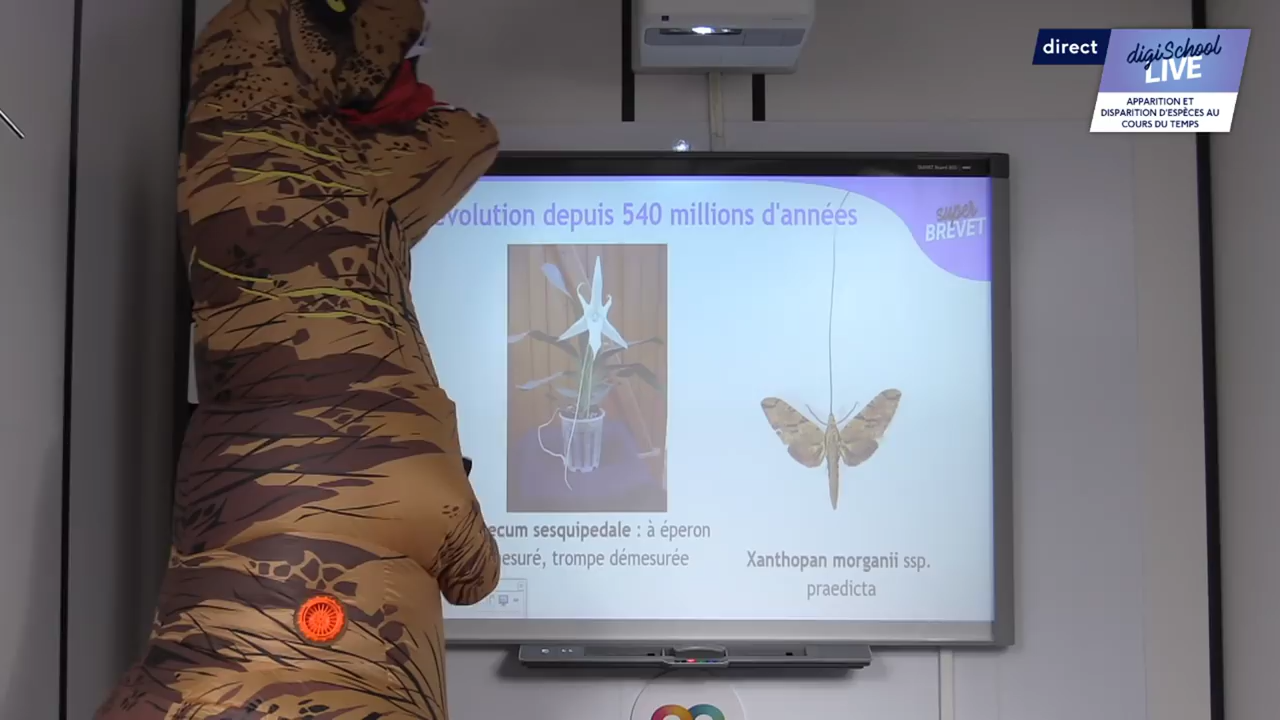 direct
digiSchool
LIVE
APPARITION ET
DISPARITION D'ESPÈCES AU
COURS DU TEMPS
évolution depuis 540 millions d'années
super
BREVET
ecum sesquipedale : à éperon
esuré, trompe démesurée
Xanthopan morganii ssp.
praedicta